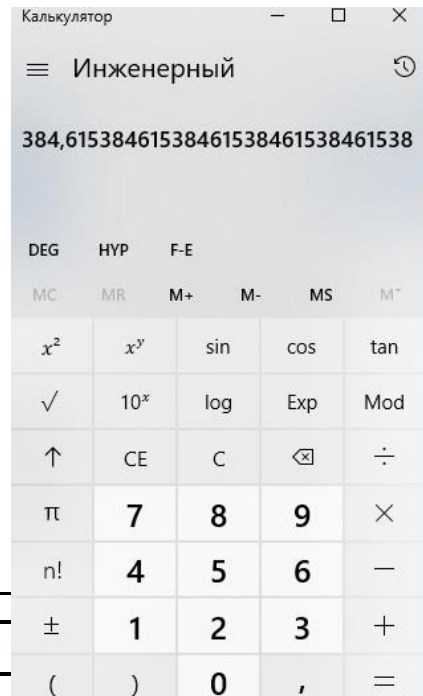 Калькулятор
Инженерный
384,61538461538461538461538461538
DEG HYP F-E
MC MR M+ M- MS M˅
x² xʸ sin cos tan
√ 10ˣ log Exp Mod
↑ CE C ⌫ ÷
π 7 8 9 ×
n! 4 5 6 −
± 1 2 3 +
( ) 0 , =